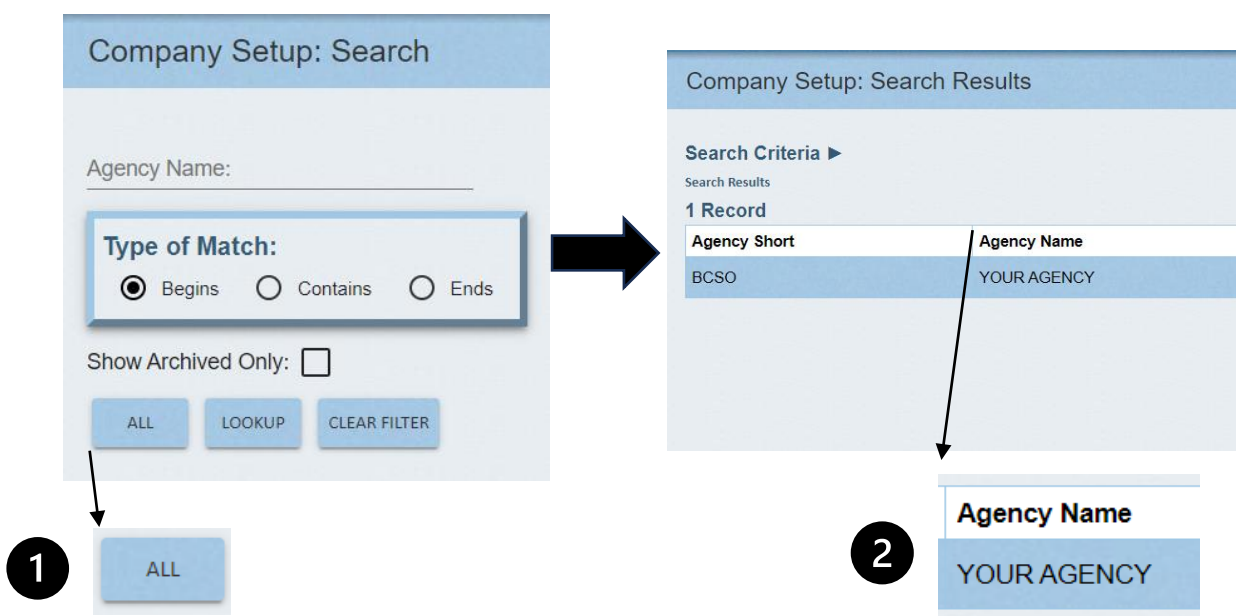 Company Setup: Search
Agency Name:
Type of Match:
Begins Contains Ends
Show Archived Only:
ALL LOOKUP CLEAR FILTER
1 ALL
Company Setup: Search Results
Search Criteria ►
Search Results
1 Record
Agency Short Agency Name
BCSO YOUR AGENCY
2 Agency Name
YOUR AGENCY